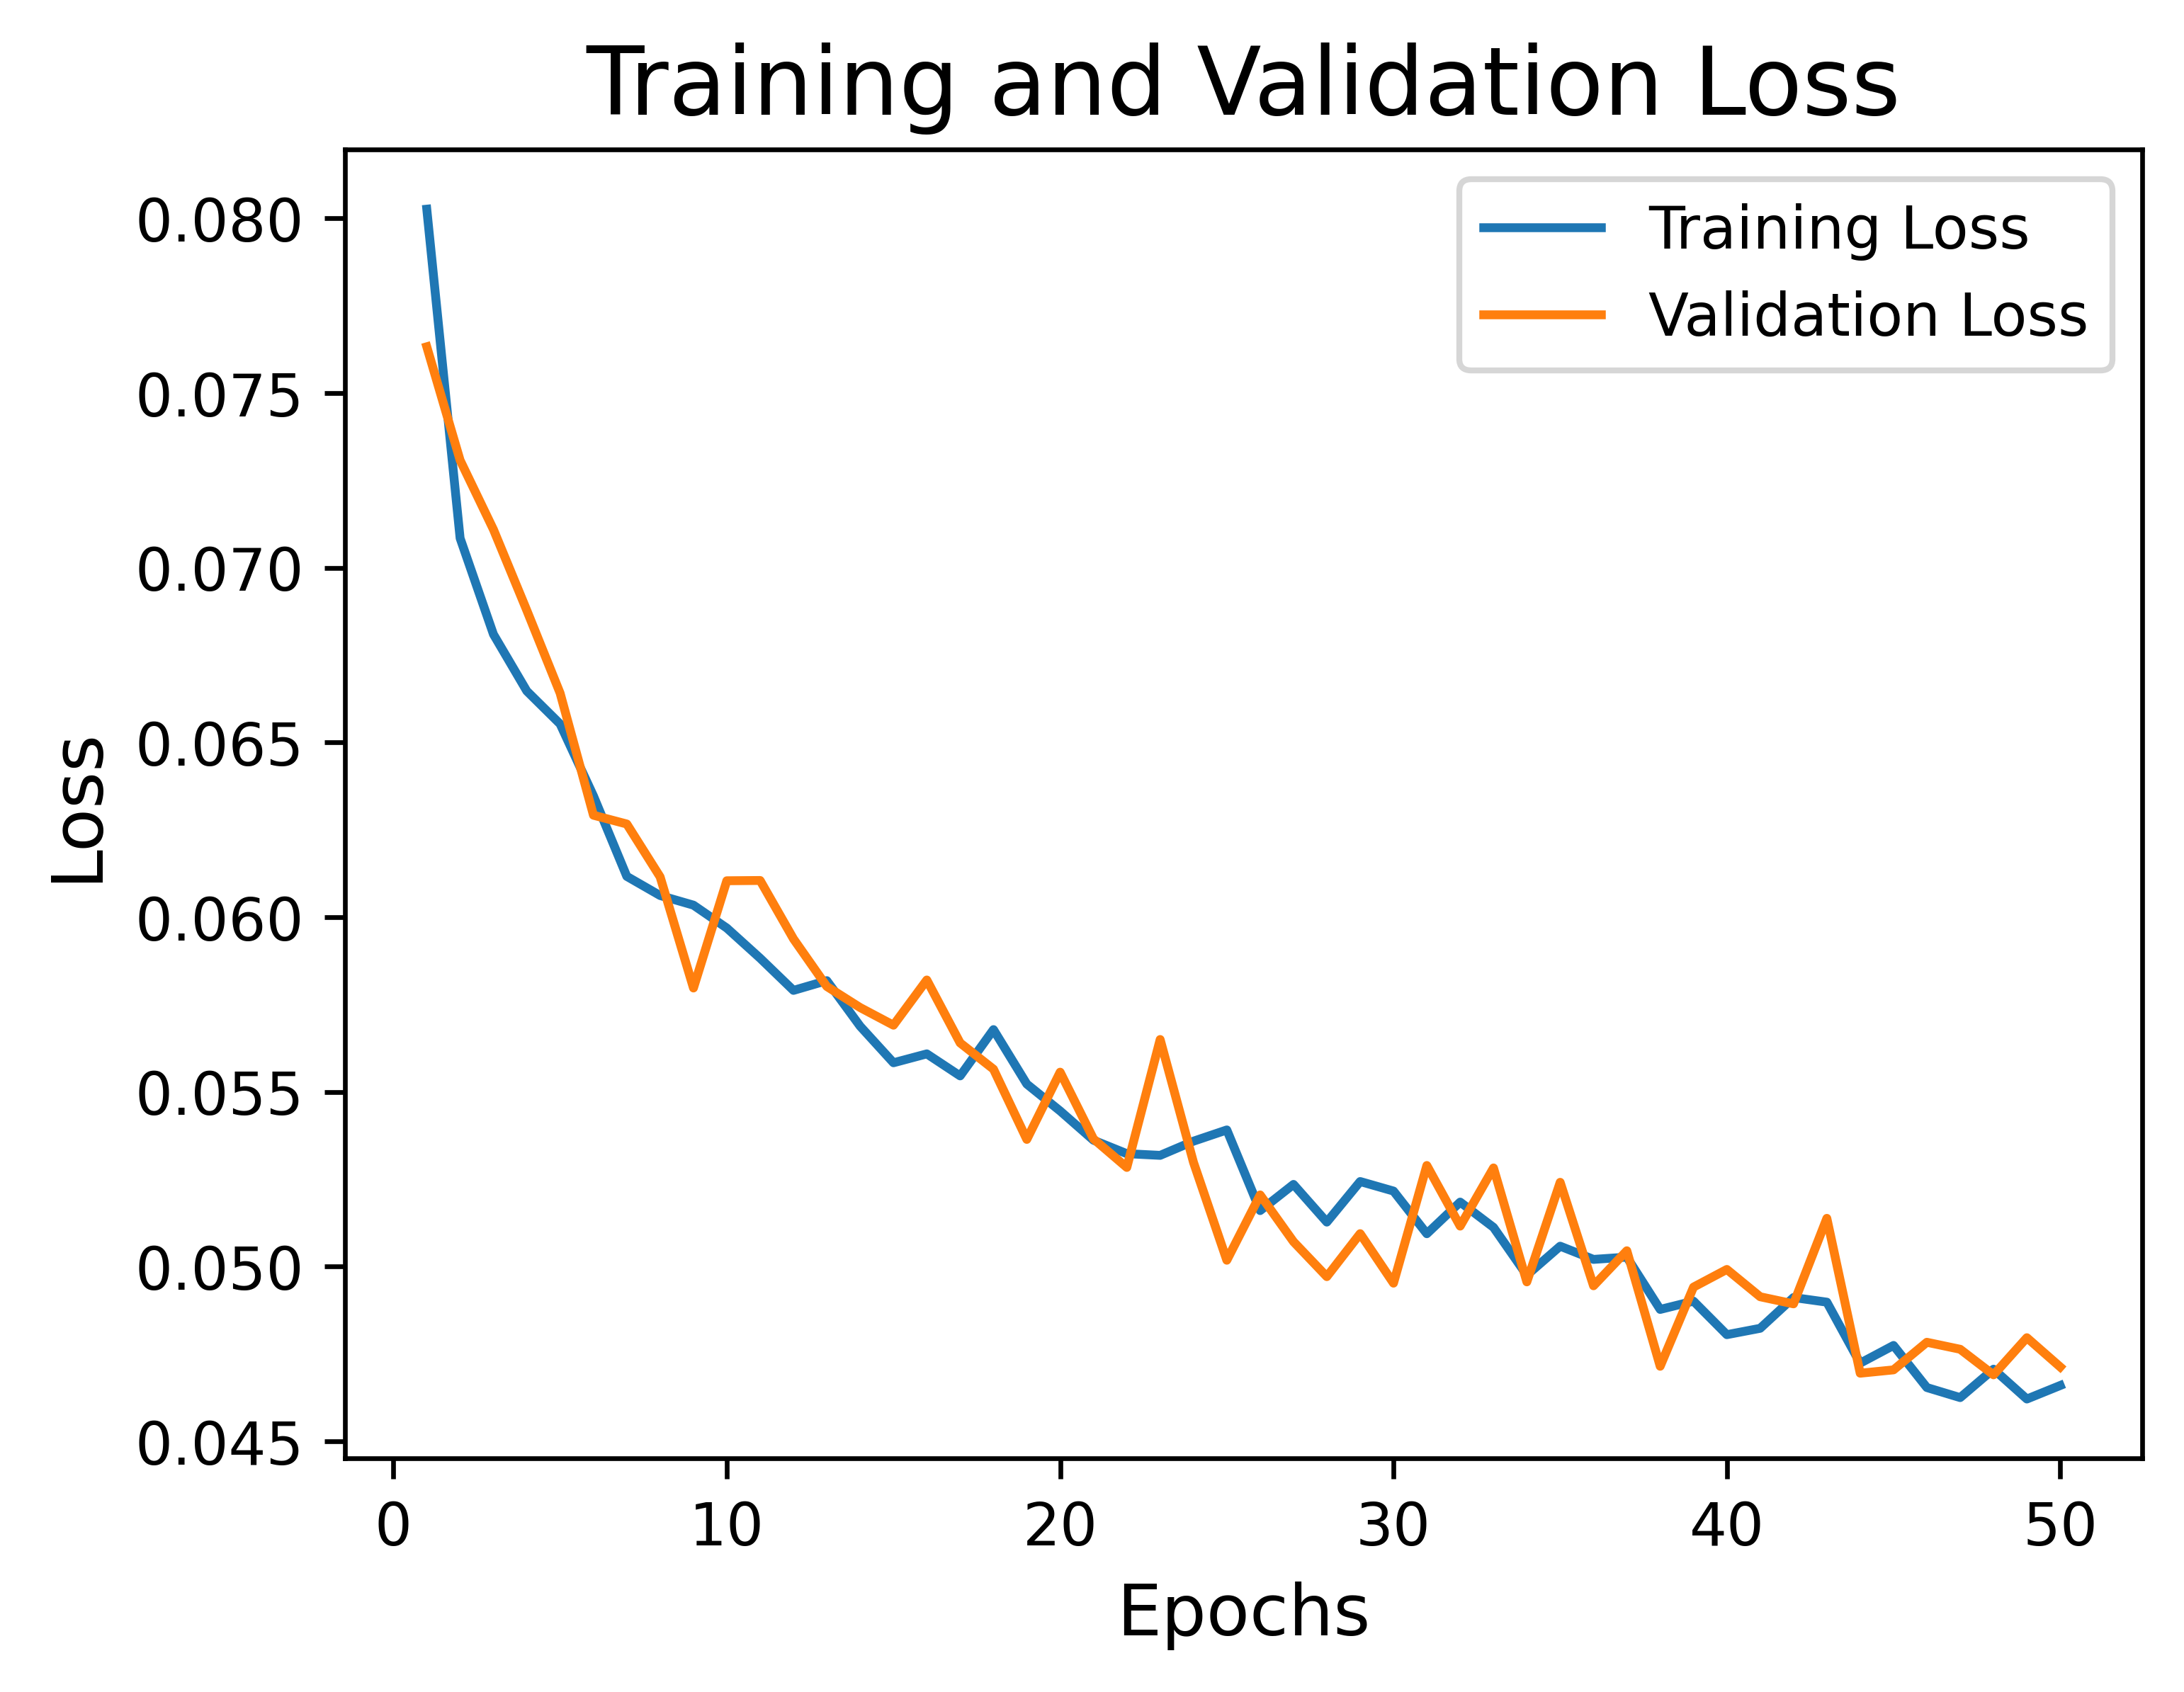 Training and Validation Loss
Training Loss
Validation Loss
0.080
0.075
0.070
0.065
0.060
0.055
0.050
0.045
Loss
0 10 20 30 40 50
Epochs